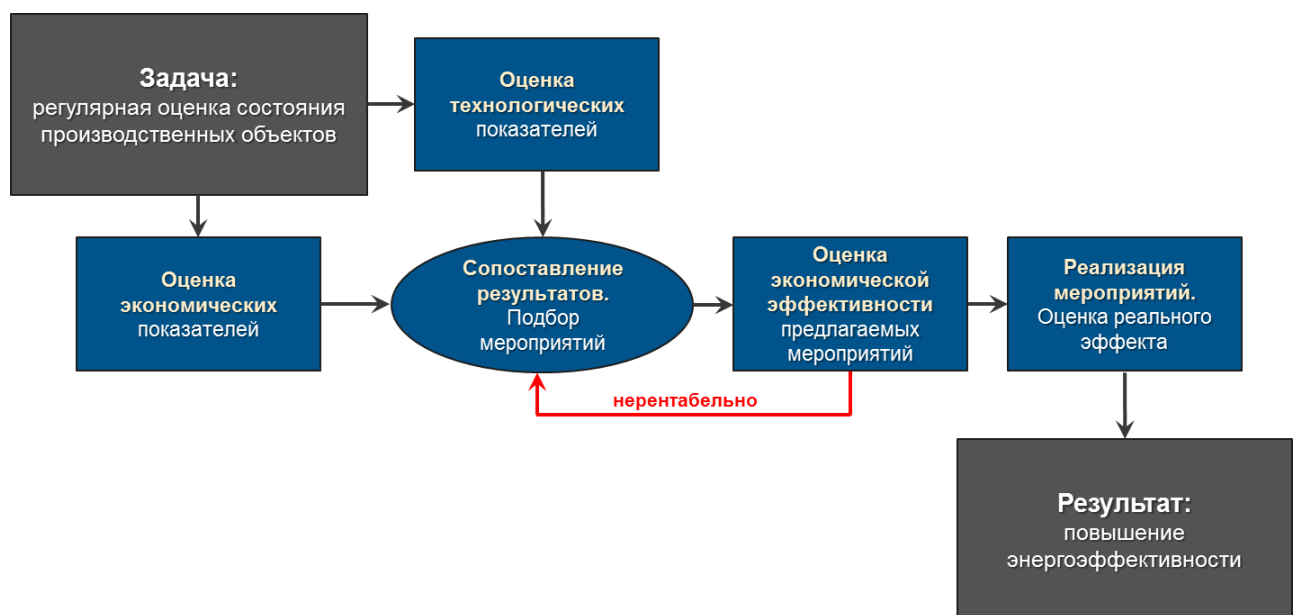 Задача:
регулярная оценка состояния
производственных объектов
Оценка
технологических
показателей
Оценка
экономических
показателей
Сопоставление
результатов.
Подбор
мероприятий
Оценка
экономической
эффективности
предлагаемых
мероприятий
Реализация
мероприятий.
Оценка реального
эффекта
нерентабельно
Результат:
повышение
энергоэффективности